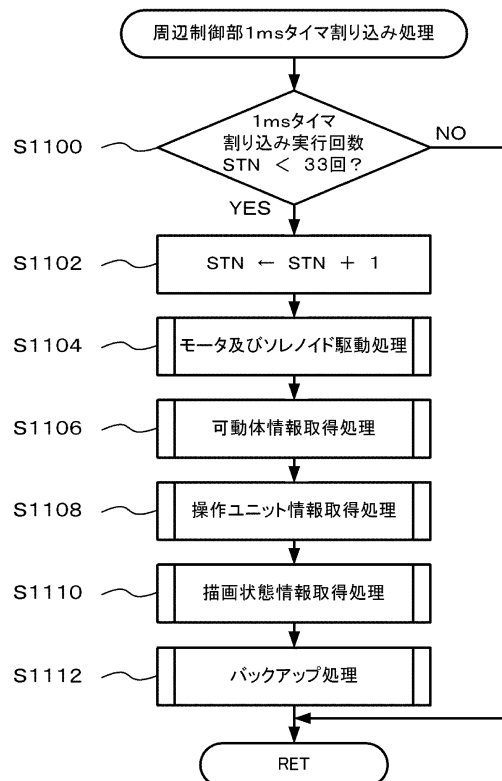 周辺制御部1msタイマ割り込み処理
S1100
1msタイマ
割り込み実行回数
STN < 33回?
NO
YES
S1102
STN ← STN + 1
S1104
モータ及びソレノイド駆動処理
S1106
可動体情報取得処理
S1108
操作ユニット情報取得処理
S1110
描画状態情報取得処理
S1112
バックアップ処理
RET